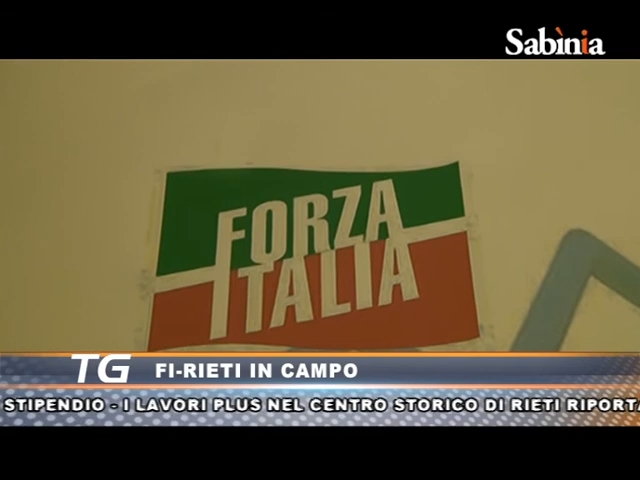 Sabìnia
FORZA
ITALIA
TG FI-RIETI IN CAMPO
STIPENDIO - I LAVORI PLUS NEL CENTRO STORICO DI RIETI RIPORTA